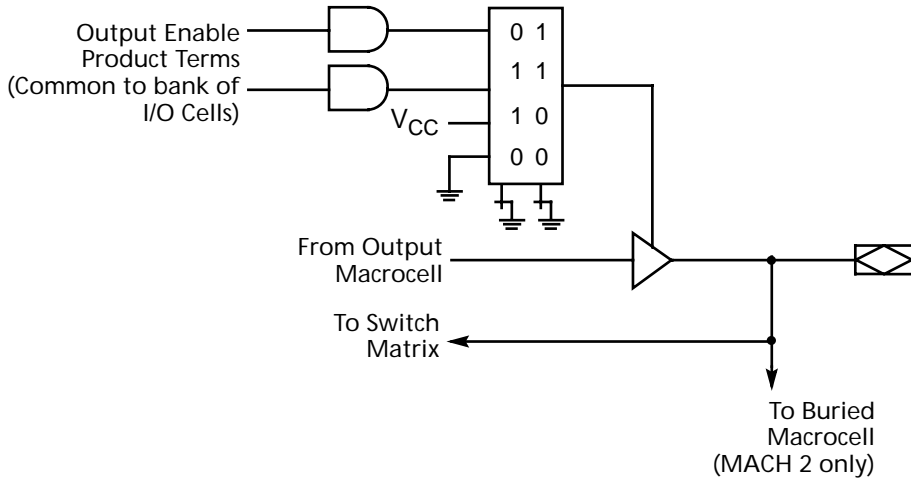 Output Enable
Product Terms
(Common to bank of
I/O Cells)
0 1
1 1
VCC
1 0
0 0
From Output
Macrocell
To Switch
Matrix
To Buried
Macrocell
(MACH 2 only)